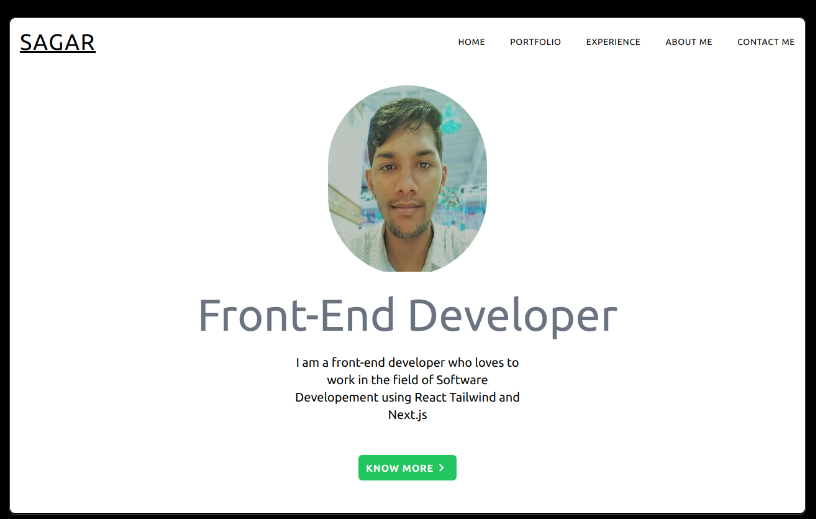 SAGAR
HOME PORTFOLIO EXPERIENCE ABOUT ME CONTACT ME
Front-End Developer
I am a front-end developer who loves to
work in the field of Software
Developement using React Tailwind and
Next.js
KNOW MORE